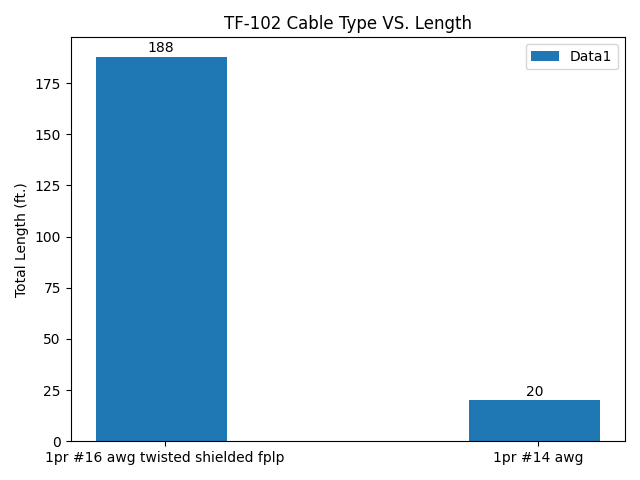 TF-102 Cable Type VS. Length
188
Data1
175
150
125
100
75
50
25
0
20
Total Length (ft.)
1pr #16 awg twisted shielded fplp
1pr #14 awg